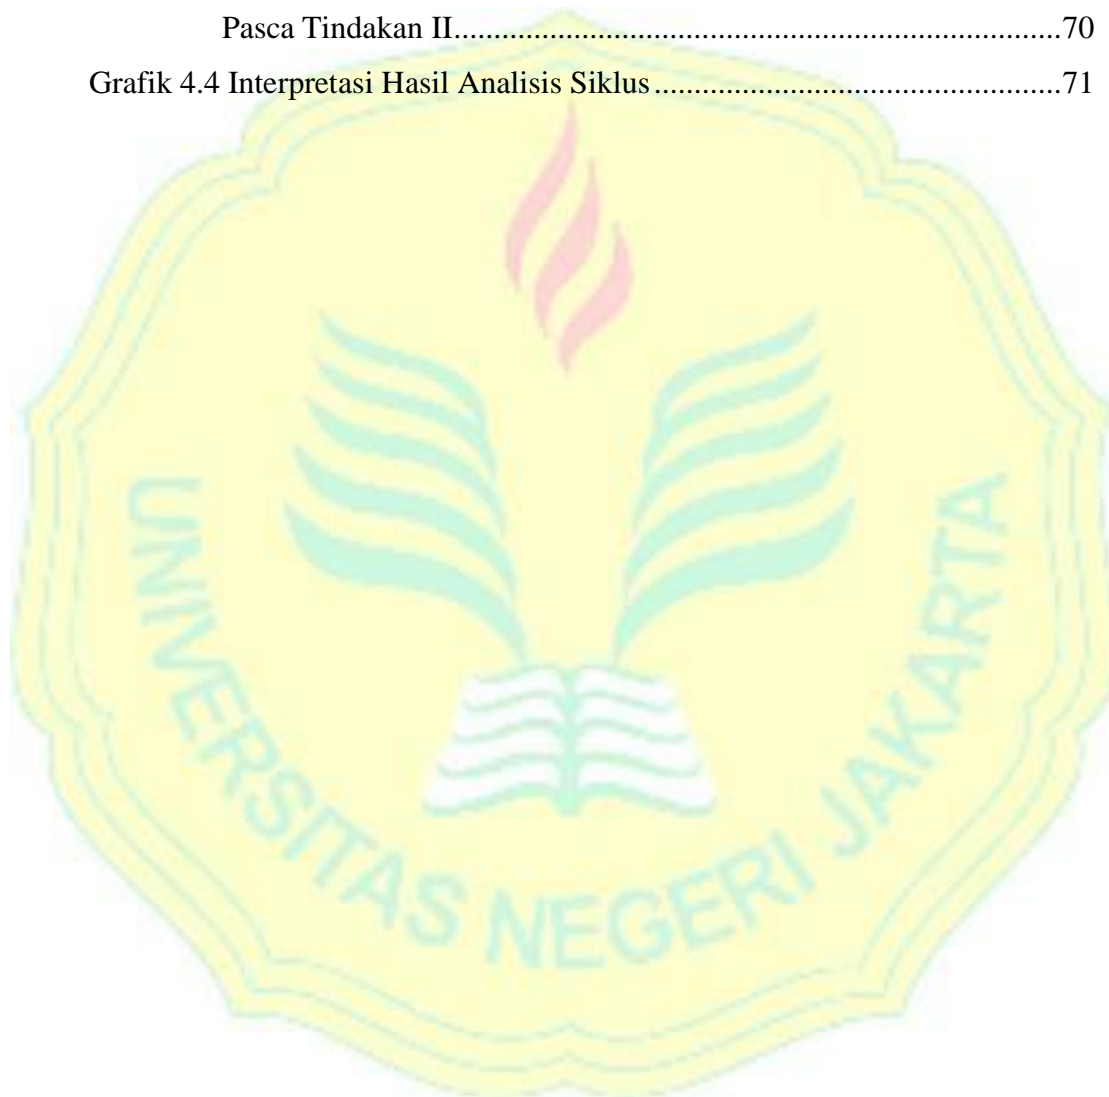 Pasca Tindakan II...........................................................................70
Grafik 4.4 Interpretasi Hasil Analisis Siklus..................................................71
UNIVERSITAS NEGERI JAKARTA